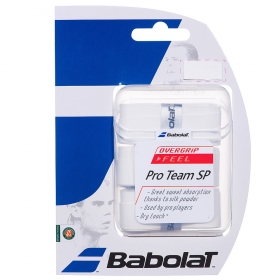 BABOLAT
OVERGRIP
FEEL
Pro Team SP
- Great sweat absorption
thanks to silk powder
- Used by pro players
- Dry touch
BABOLAT